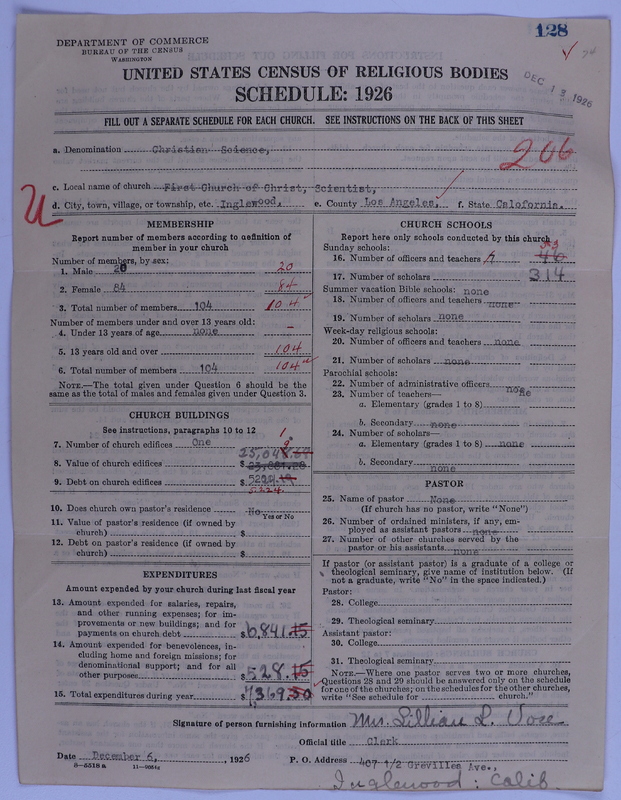 128
DEPARTMENT OF COMMERCE
BUREAU OF THE CENSUS
WASHINGTON
DEC 13 1926
UNITED STATES CENSUS OF RELIGIOUS BODIES
SCHEDULE: 1926
FILL OUT A SEPARATE SCHEDULE FOR EACH CHURCH. SEE INSTRUCTIONS ON THE BACK OF THIS SHEET
a. Denomination Christian Science,
206
c. Local name of church First Church of Christ, Scientist,
d. City, town, village, or township, etc. Inglewood, e. County Los Angeles, f. State Calofornia.
U
MEMBERSHIP
Report number of members according to definition of
member in your church
Number of members, by sex:
1. Male 20 20
2. Female 84 84
3. Total number of members 104 104
Number of members under and over 13 years old:
4. Under 13 years of age none –
5. 13 years old and over 104
6. Total number of members 104 104
NOTE.—The total given under Question 6 should be
same as the total of males and females given under Question 3.
CHURCH BUILDINGS
See instructions, paragraphs 10 to 12
7. Number of church edifices One 1
25,048.
8. Value of church edifices $
9. Debt on church edifices $ 5224.
5224
10. Does church own pastor's residence No
Yes or No
11. Value of pastor's residence (if owned by
church) $
12. Debt on pastor's residence (if owned by
church) $
EXPENDITURES
Amount expended by your church during last fiscal year
13. Amount expended for salaries, repairs,
and other running expenses; for im-
provements or new buildings; and for
payments on church debt $6,841.15
14. Amount expended for benevolences, in-
cluding home and foreign missions; for
denominational support; and for all
other purposes $528.15
15. Total expenditures during year $7369.30
CHURCH SCHOOLS
Report here only schools conducted by this church
Sunday schools:
16. Number of officers and teachers
17. Number of scholars 314
Summer vacation Bible schools: none
18. Number of officers and teachers none
19. Number of scholars none
Week-day religious schools:
20. Number of officers and teachers none
21. Number of scholars none
Parochial schools:
22. Number of administrative officers none
23. Number of teachers—
a. Elementary (grades 1 to 8)
b. Secondary none
24. Number of scholars—
a. Elementary (grades 1 to 8) none
b. Secondary none
PASTOR
25. Name of pastor None
(If church has no pastor, write "None")
26. Number of ordained ministers, if any, em-
ployed as assistant pastors none
27. Number of other churches served by the
pastor or his assistants none
If pastor (or assistant pastor) is a graduate of a college or
theological seminary, give name of institution below. (If
not a graduate, write "No" in the space indicated.)
Pastor:
28. College
29. Theological seminary
Assistant pastor:
30. College
31. Theological seminary
NOTE.—Where one pastor serves two or more churches,
Questions 28 and 29 should be answered only on the schedule
for one of the churches; on the schedules for the other churches,
write "See schedule for church."
Signature of person furnishing information Mrs. Lillian L. Vose
Official title Clerk
Date December 6, , 1926 P. O. Address 407 1/2 Grevillea Ave.,
8—5518 a
Inglewood: Calif